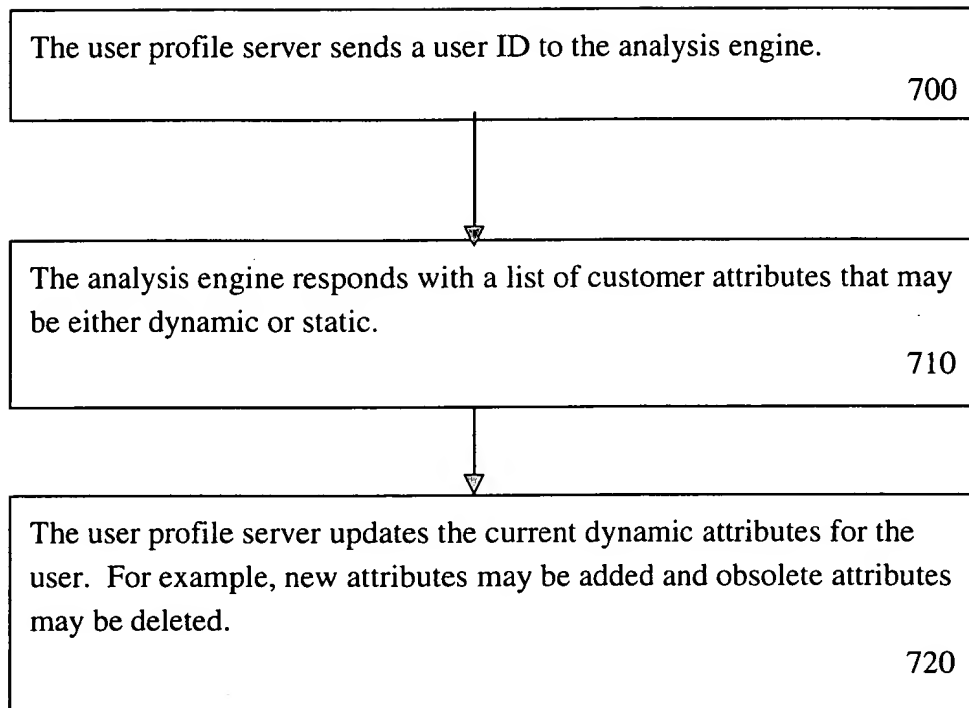 The user profile server sends a user ID to the analysis engine.
700
The analysis engine responds with a list of customer attributes that may
be either dynamic or static.
710
The user profile server updates the current dynamic attributes for the
user. For example, new attributes may be added and obsolete attributes
may be deleted.
720